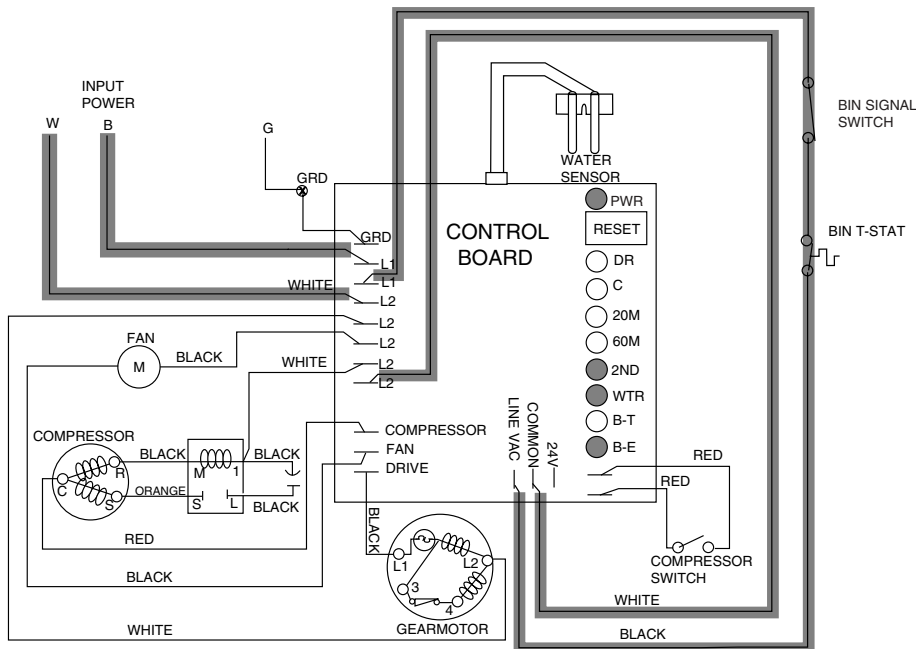 INPUT
POWER
W
B
G
GRD
WATER
SENSOR
BIN SIGNAL
SWITCH
BIN T-STAT
CONTROL
BOARD
PWR
RESET
DR
C
20M
60M
2ND
WTR
B-T
B-E
GRD
L1
L1
WHITE
L2
L2
L2
WHITE
L2
L2
FAN
M
BLACK
COMPRESSOR
FAN
DRIVE
LINE VAC
COMMON
24V
RED
RED
COMPRESSOR
SWITCH
COMPRESSOR
R
C
S
BLACK
ORANGE
M
1
S
L
BLACK
BLACK
RED
BLACK
WHITE
BLACK
L1
L2
3
4
GEARMOTOR
WHITE
BLACK